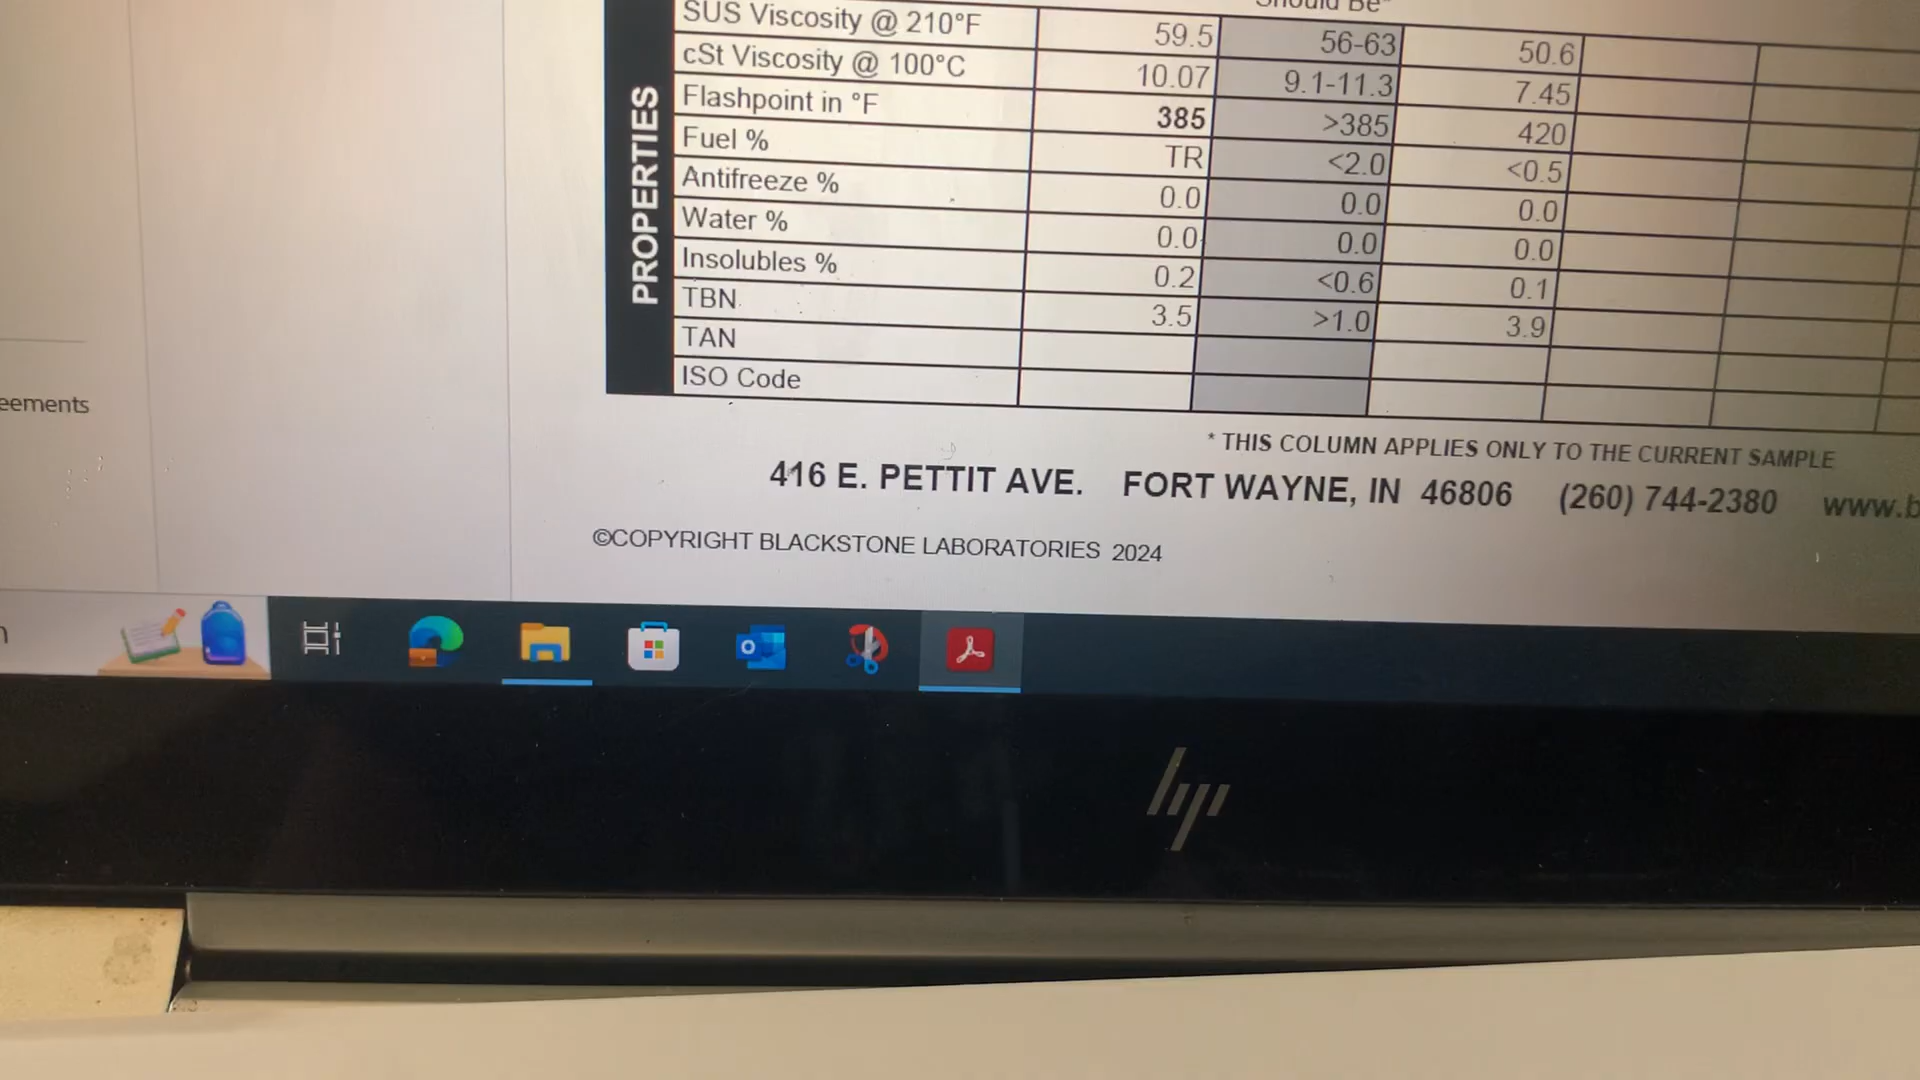 Should Be*
PROPERTIES
SUS Viscosity @ 210°F 59.5 56-63 50.6
cSt Viscosity @ 100°C 10.07 9.1-11.3 7.45
Flashpoint in °F 385 >385 420
Fuel % TR <2.0 <0.5
Antifreeze % 0.0 0.0 0.0
Water % 0.0 0.0 0.0
Insolubles % 0.2 <0.6 0.1
TBN 3.5 >1.0 3.9
TAN
ISO Code
eements
* THIS COLUMN APPLIES ONLY TO THE CURRENT SAMPLE
416 E. PETTIT AVE. FORT WAYNE, IN 46806 (260) 744-2380 www.b
©COPYRIGHT BLACKSTONE LABORATORIES 2024
hp